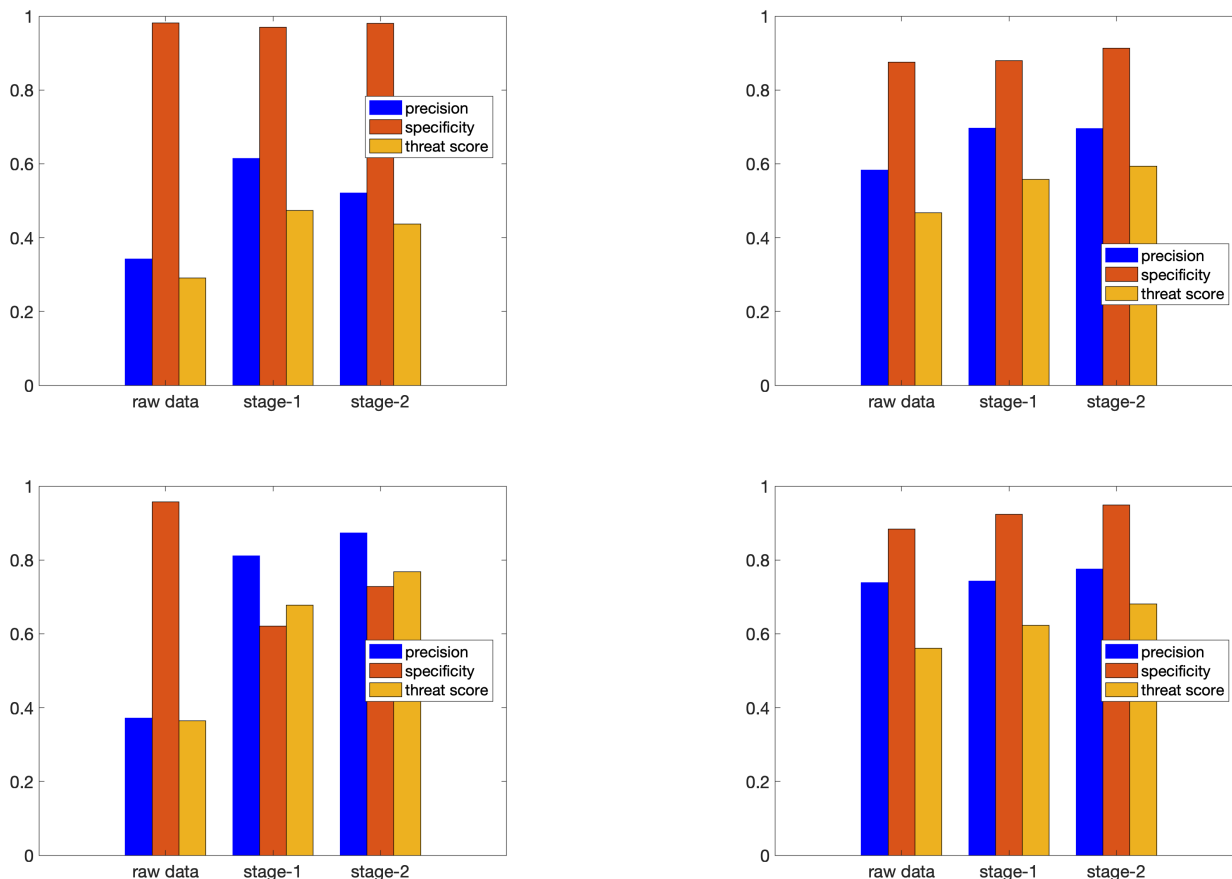 1
0.8
0.6
0.4
0.2
0
precision
specificity
threat score
raw data stage-1 stage-2
1
0.8
0.6
0.4
0.2
0
precision
specificity
threat score
raw data stage-1 stage-2
1
0.8
0.6
0.4
0.2
0
precision
specificity
threat score
raw data stage-1 stage-2
1
0.8
0.6
0.4
0.2
0
precision
specificity
threat score
raw data stage-1 stage-2